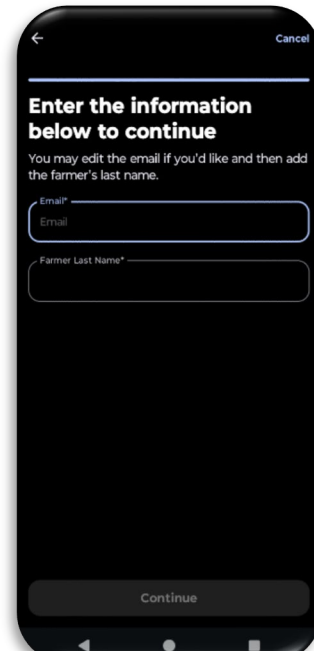 Cancel
Enter the information
below to continue
You may edit the email if you'd like and then add
the farmer's last name.
Email*
Email
Farmer Last Name*
Continue